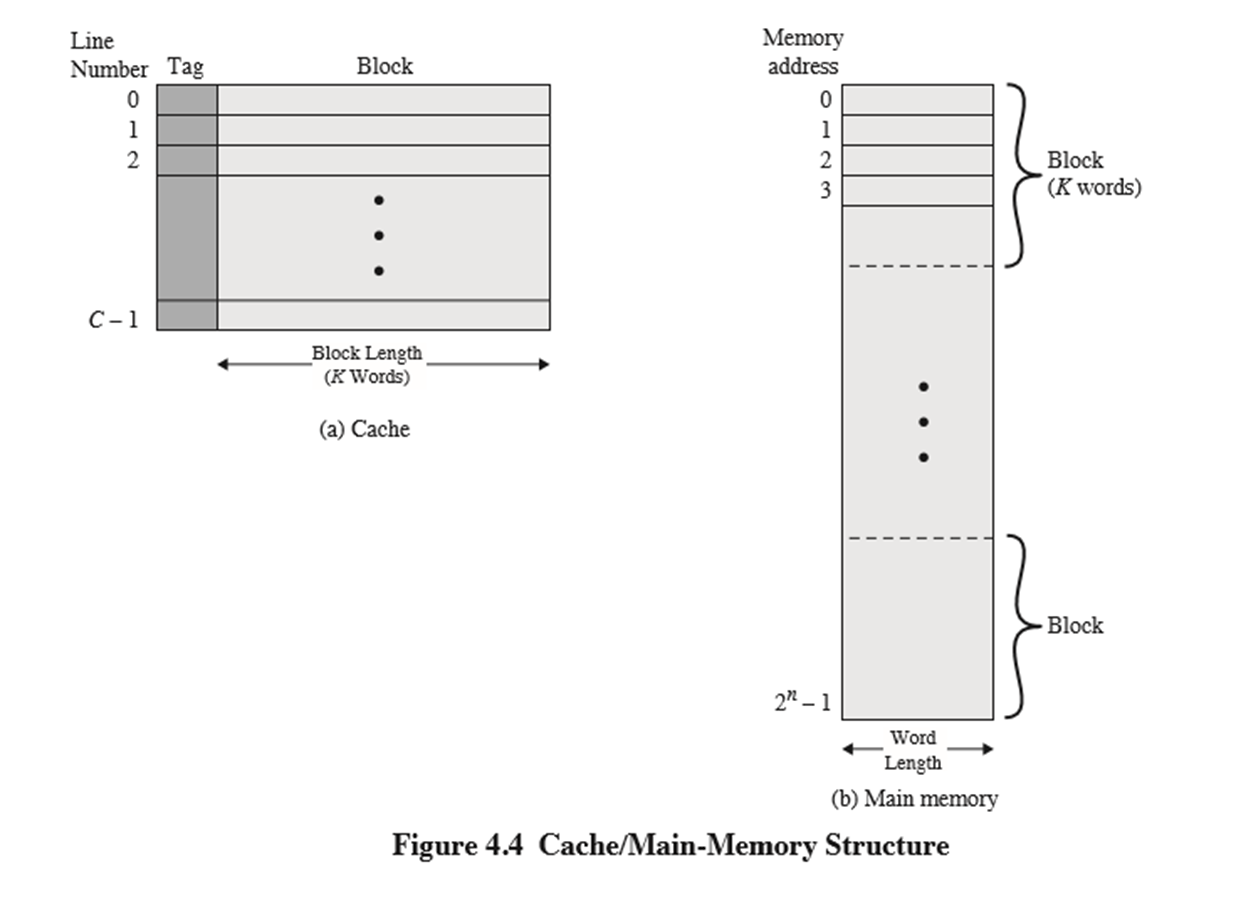 Line
Number Tag Block
0
1
2
C – 1
Block Length
(K Words)
(a) Cache
Memory
address
0
1
2
3
Block
(K words)
Block
2ⁿ – 1
Word
Length
(b) Main memory
Figure 4.4 Cache/Main-Memory Structure